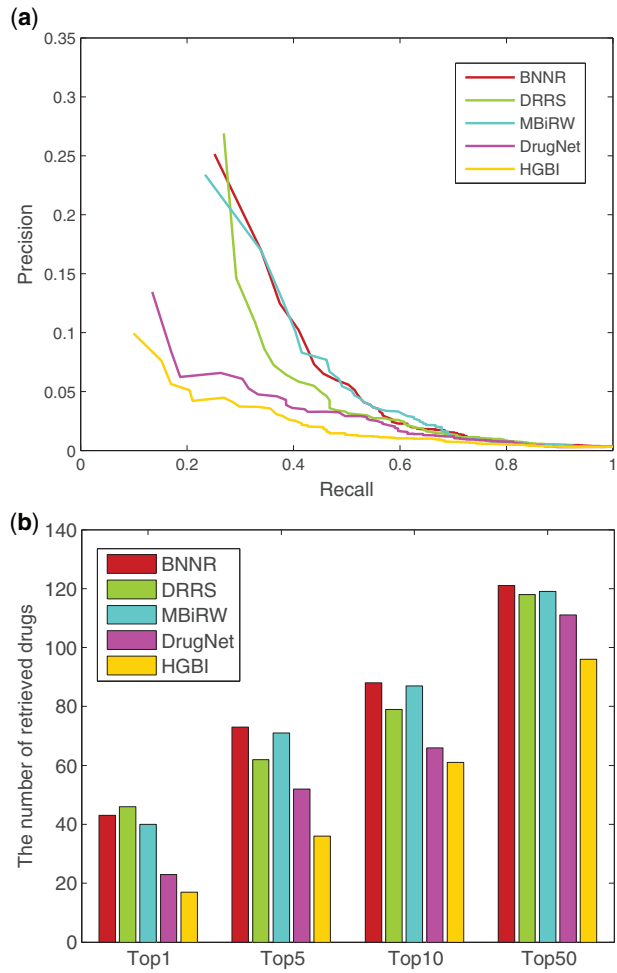 (a)
0.35
0.3
0.25
0.2
0.15
0.1
0.05
0
Precision
BNNR
DRRS
MBiRW
DrugNet
HGBI
0 0.2 0.4 0.6 0.8 1
Recall
(b)
140
120
100
80
60
40
20
0
The number of retrieved drugs
BNNR
DRRS
MBiRW
DrugNet
HGBI
Top1 Top5 Top10 Top50